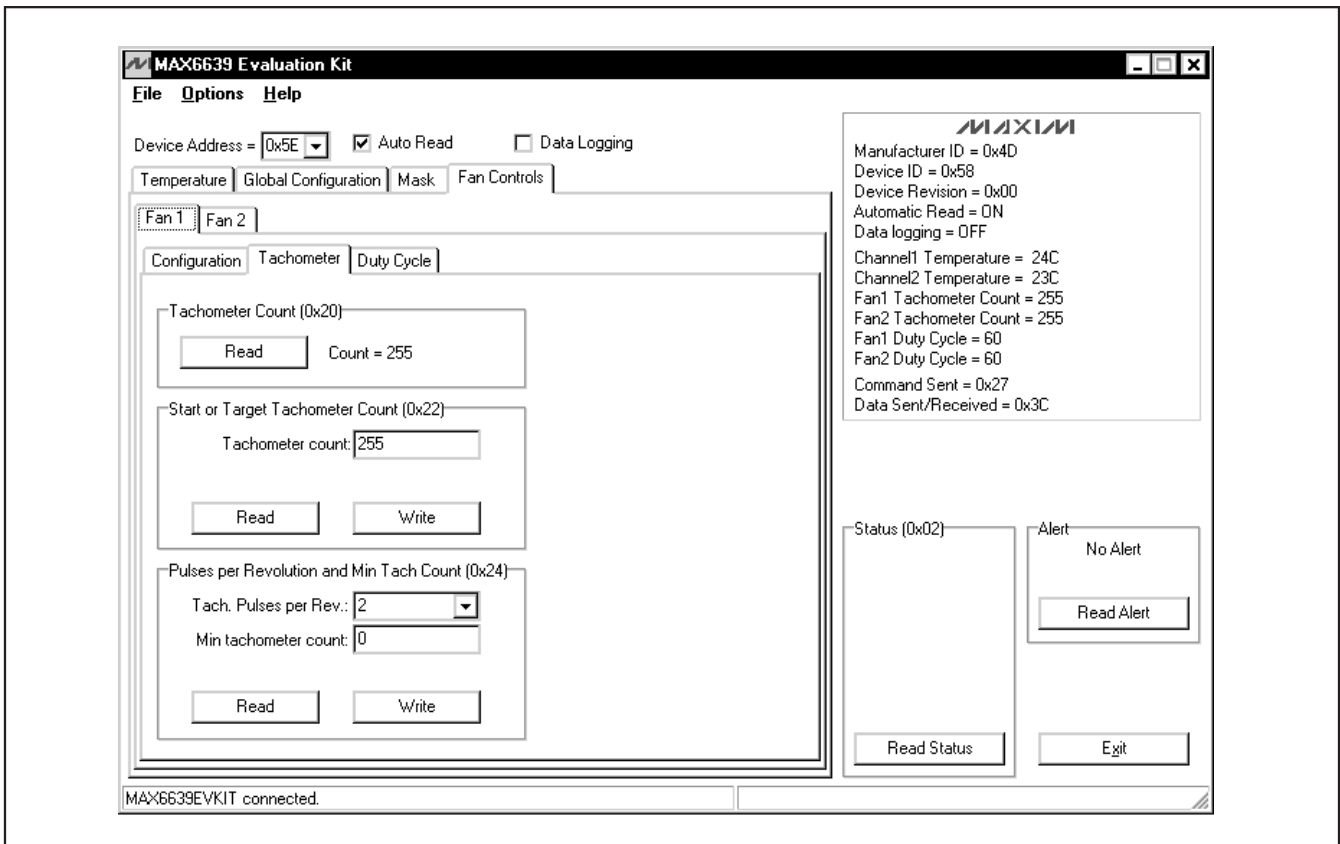 MAX6639 Evaluation Kit
File Options Help
Device Address = 0x5E Auto Read Data Logging
Temperature Global Configuration Mask Fan Controls
Fan 1 Fan 2
Configuration Tachometer Duty Cycle
Tachometer Count (0x20)
Read Count = 255
Start or Target Tachometer Count (0x22)
Tachometer count: 255
Read Write
Pulses per Revolution and Min Tach Count (0x24)
Tach. Pulses per Rev.: 2
Min tachometer count: 0
Read Write
MAXIM
Manufacturer ID = 0x4D
Device ID = 0x58
Device Revision = 0x00
Automatic Read = ON
Data logging = OFF
Channel1 Temperature = 24C
Channel2 Temperature = 23C
Fan1 Tachometer Count = 255
Fan2 Tachometer Count = 255
Fan1 Duty Cycle = 60
Fan2 Duty Cycle = 60
Command Sent = 0x27
Data Sent/Received = 0x3C
Status (0x02)
Read Status
Alert
No Alert
Read Alert
Exit
MAX6639EVKIT connected.